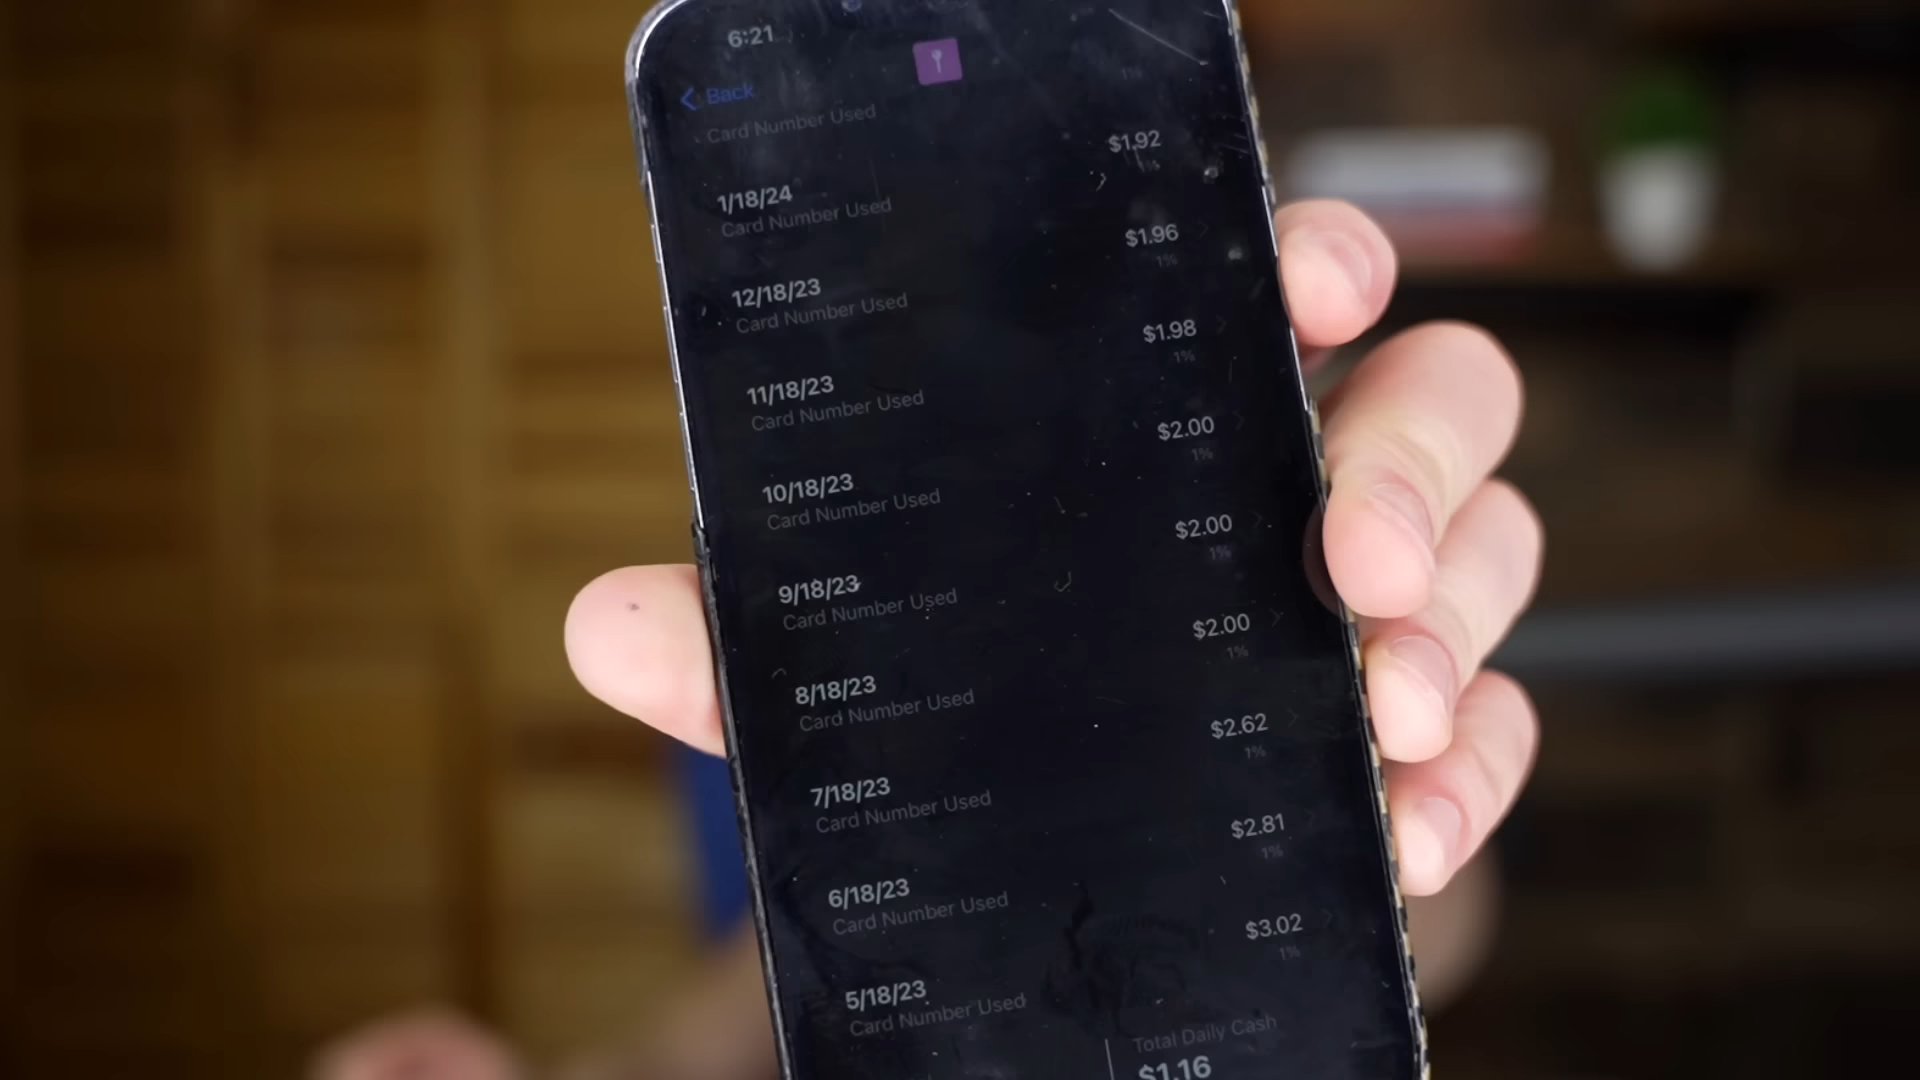 6:21
Back
Card Number Used 1%
1/18/24 $1.92
Card Number Used 1%
12/18/23 $1.96
Card Number Used 1%
11/18/23 $1.98
Card Number Used 1%
10/18/23 $2.00
Card Number Used 1%
9/18/23 $2.00
Card Number Used 1%
8/18/23 $2.00
Card Number Used 1%
7/18/23 $2.62
Card Number Used 1%
6/18/23 $2.81
Card Number Used 1%
5/18/23 $3.02
Card Number Used 1%
Total Daily Cash
$1.16